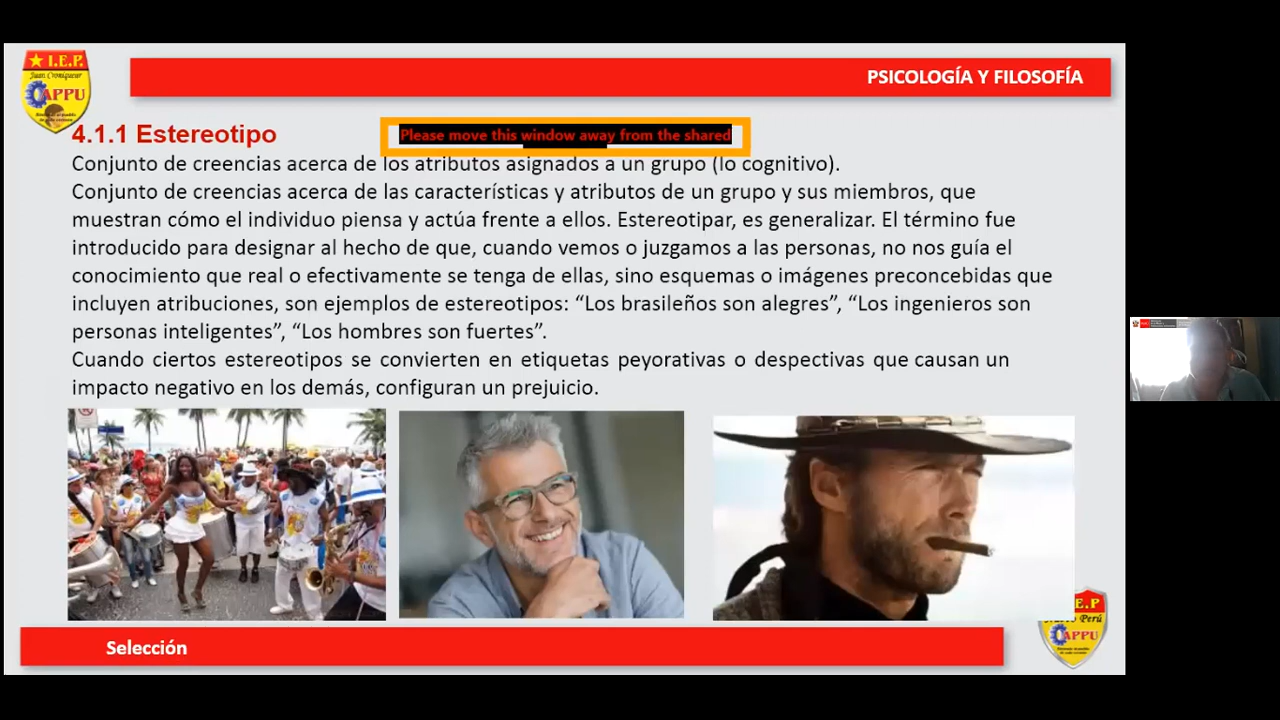 I.E.P.
Juan Croniqueur
CAPPU
PSICOLOGÍA Y FILOSOFÍA
4.1.1 Estereotipo
Please move this window away from the shared
Conjunto de creencias acerca de los atributos asignados a un grupo (lo cognitivo).
Conjunto de creencias acerca de las características y atributos de un grupo y sus miembros, que
muestran cómo el individuo piensa y actúa frente a ellos. Estereotipar, es generalizar. El término fue
introducido para designar al hecho de que, cuando vemos o juzgamos a las personas, no nos guía el
conocimiento que real o efectivamente se tenga de ellas, sino esquemas o imágenes preconcebidas que
incluyen atribuciones, son ejemplos de estereotipos: “Los brasileños son alegres”, “Los ingenieros son
personas inteligentes”, “Los hombres son fuertes”.
Cuando ciertos estereotipos se convierten en etiquetas peyorativas o despectivas que causan un
impacto negativo en los demás, configuran un prejuicio.
E.P
Perú
CAPPU
Selección